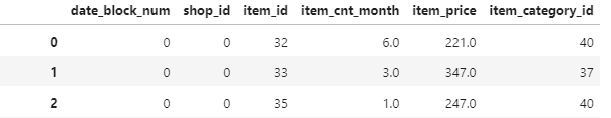 date_block_num shop_id item_id item_cnt_month item_price item_category_id
0 0 0 32 6.0 221.0 40
1 0 0 33 3.0 347.0 37
2 0 0 35 1.0 247.0 40